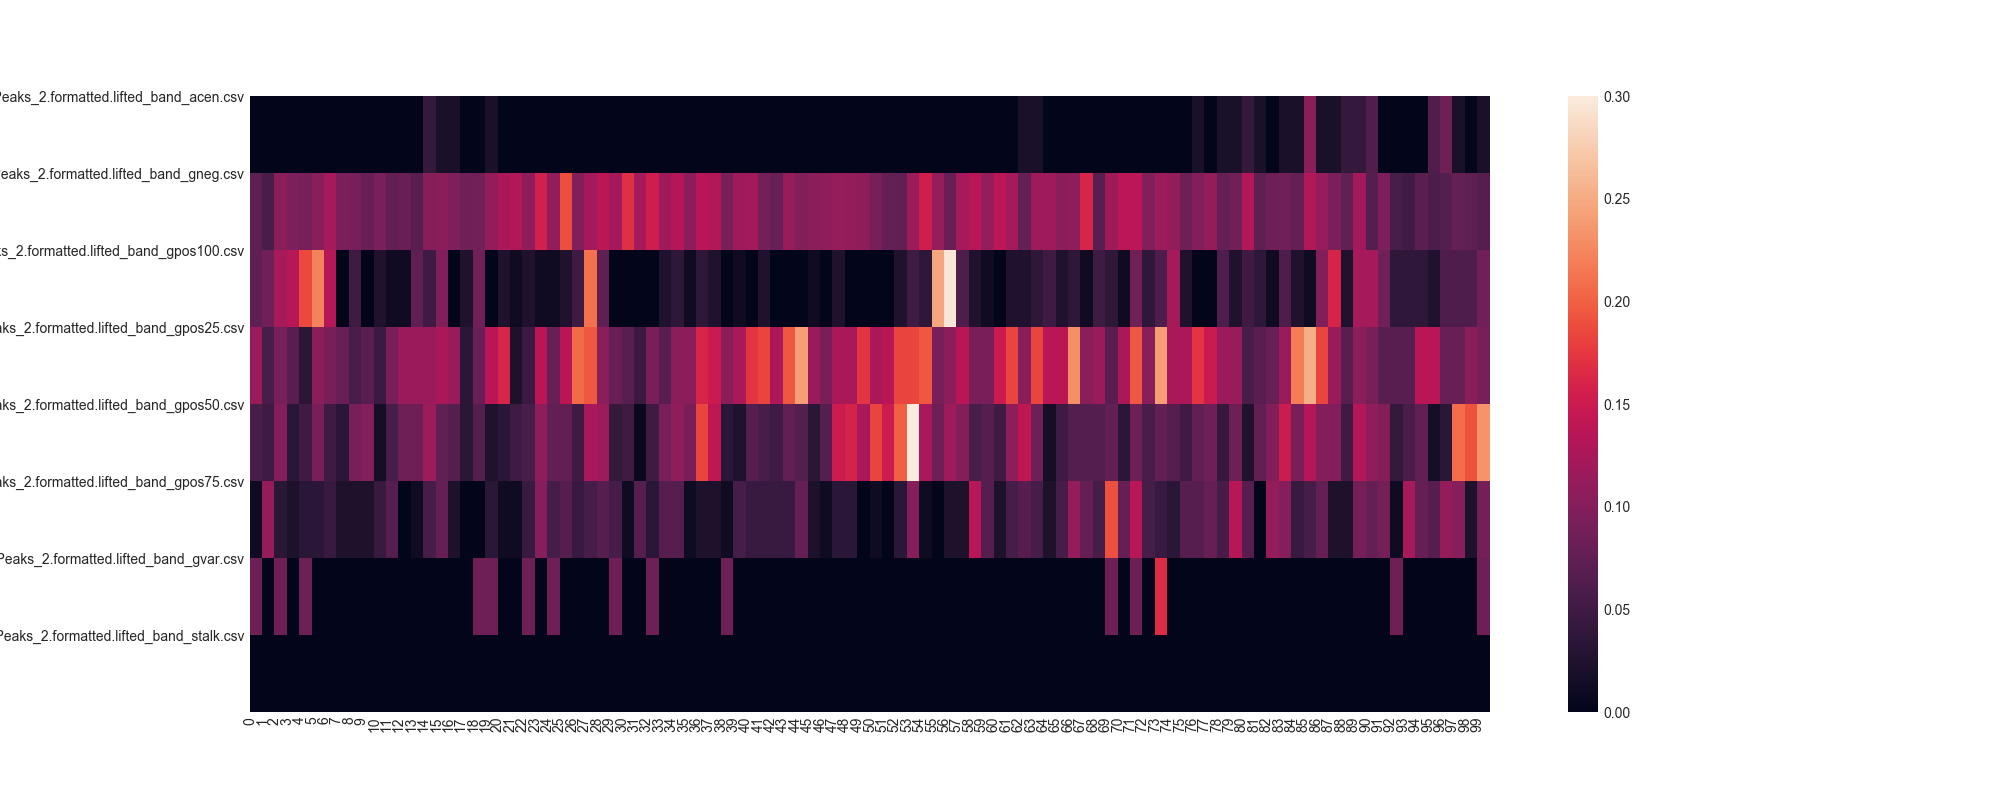 Peaks_2.formatted.lifted_band_acen.csv
eaks_2.formatted.lifted_band_gneg.csv
ks_2.formatted.lifted_band_gpos100.csv
aks_2.formatted.lifted_band_gpos25.csv
aks_2.formatted.lifted_band_gpos50.csv
aks_2.formatted.lifted_band_gpos75.csv
Peaks_2.formatted.lifted_band_gvar.csv
Peaks_2.formatted.lifted_band_stalk.csv
0 1 2 3 4 5 6 7 8 9 10 11 12 13 14 15 16 17 18 19 20 21 22 23 24 25 26 27 28 29 30 31 32 33 34 35 36 37 38 39 40 41 42 43 44 45 46 47 48 49 50 51 52 53 54 55 56 57 58 59 60 61 62 63 64 65 66 67 68 69 70 71 72 73 74 75 76 77 78 79 80 81 82 83 84 85 86 87 88 89 90 91 92 93 94 95 96 97 98 99
0.30
0.25
0.20
0.15
0.10
0.05
0.00